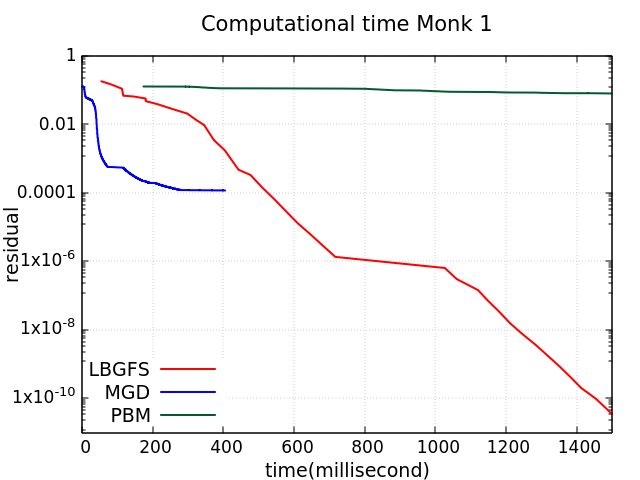 Computational time Monk 1
1
0.01
0.0001
1x10-6
1x10-8
1x10-10
residual
LBGFS
MGD
PBM
0 200 400 600 800 1000 1200 1400
time(millisecond)